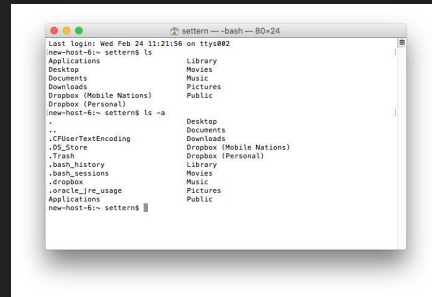 settern — -bash — 80×24
Last login: Wed Feb 24 11:21:56 on ttys002
[new-host-6:~ settern$ ls ]
Applications Library
Desktop Movies
Documents Music
Downloads Pictures
Dropbox (Mobile Nations) Public
Dropbox (Personal)
[new-host-6:~ settern$ ls -a ]
. Desktop
.. Documents
.CFUserTextEncoding Downloads
.DS_Store Dropbox (Mobile Nations)
.Trash Dropbox (Personal)
.bash_history Library
.bash_sessions Movies
.dropbox Music
.oracle_jre_usage Pictures
Applications Public
new-host-6:~ settern$